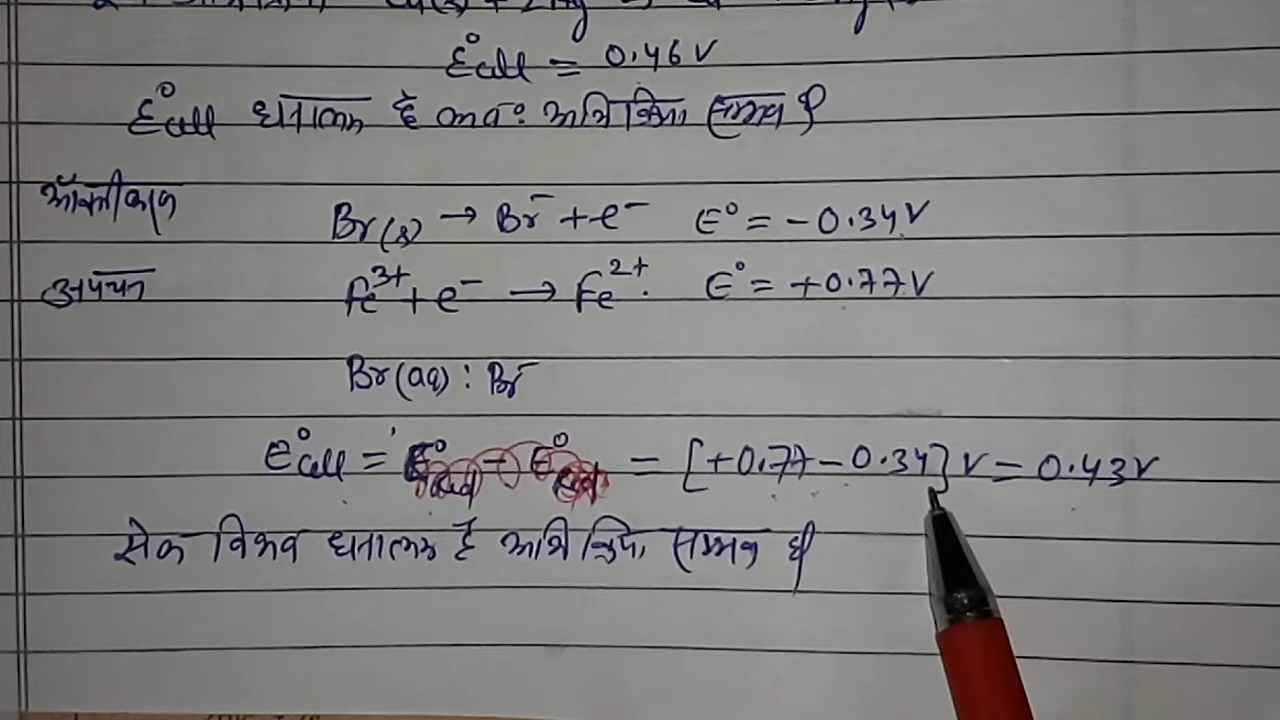 E°cell = 0.46 V
E°cell धनात्मक है अतः अभिक्रिया सम्भव है
ऑक्सीकरण Br(s) → Br⁻ + e⁻ E° = -0.34V
अपचयन Fe³⁺ + e⁻ → Fe²⁺. E° = +0.77V
Br(aq) : Br⁻
E°cell = E° - E° = [+0.77 - 0.34] V = 0.43V
सेल विभव धनात्मक है अभिक्रिया सम्भव है